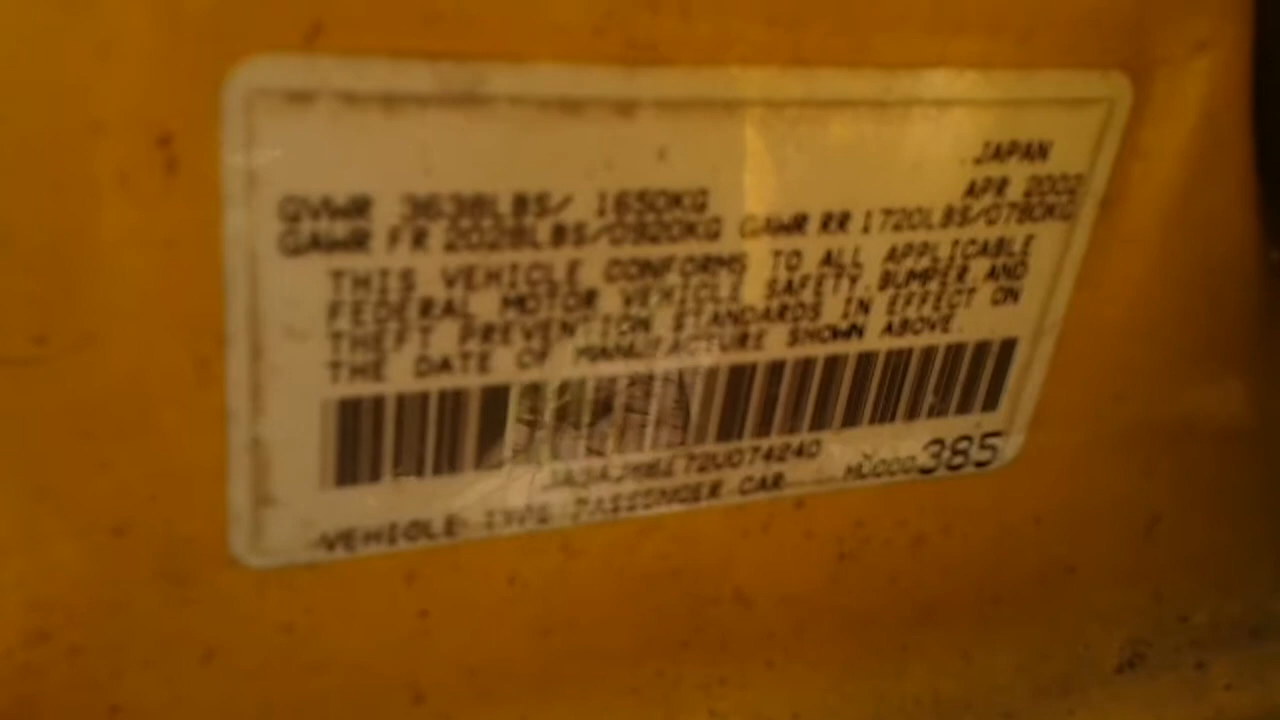 JAPAN
APR 2002
GVWR 3638LBS/ 1650KG
GAWR FR 2028LBS/0920KG GAWR RR 1720LBS/0780KG
THIS VEHICLE CONFORMS TO ALL APPLICABLE
FEDERAL MOTOR VEHICLE SAFETY, BUMPER, AND
THEFT PREVENTION STANDARDS IN EFFECT ON
THE DATE OF MANUFACTURE SHOWN ABOVE.
VEHICLE TYPE PASSENGER CAR
385